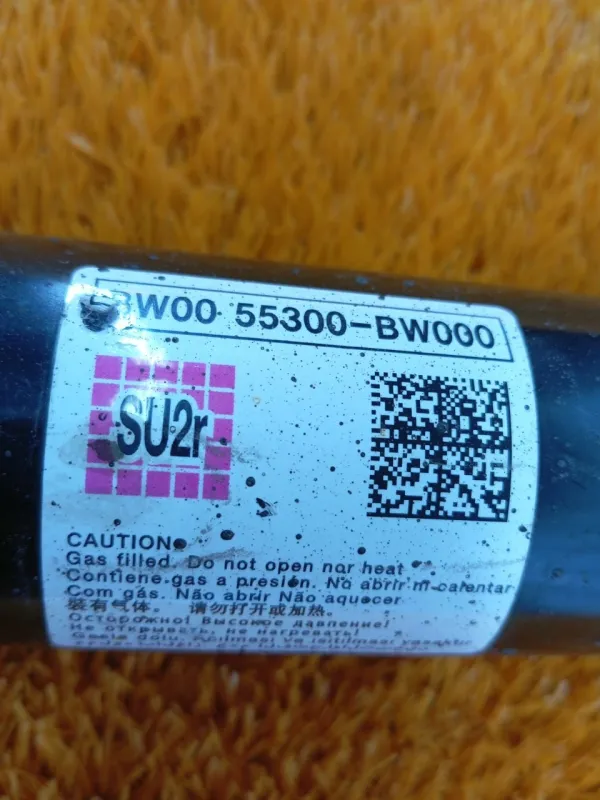 BW00 55300-BW000
SU2r
CAUTION
Gas filled. Do not open nor heat
Contiene gas a presión. No abrir ni calentar
Com gás. Não abrir Não aquecer
装有气体。 请勿打开或加热。
Осторожно! Высокое давление!
Не открывать, не нагревать!